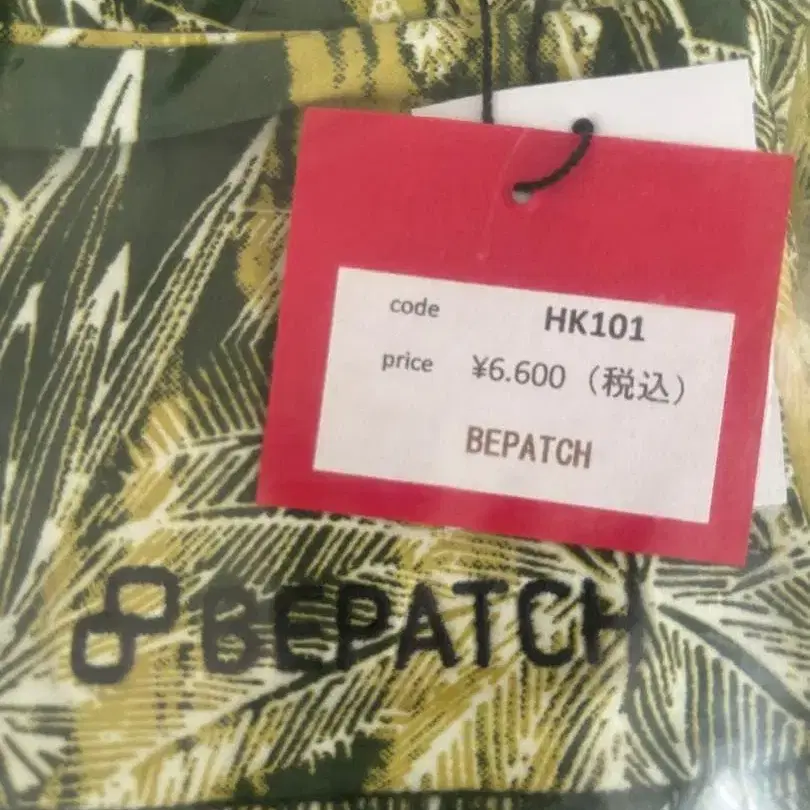 code HK101
price ¥6.600（税込）
BEPATCH
BEPATCH